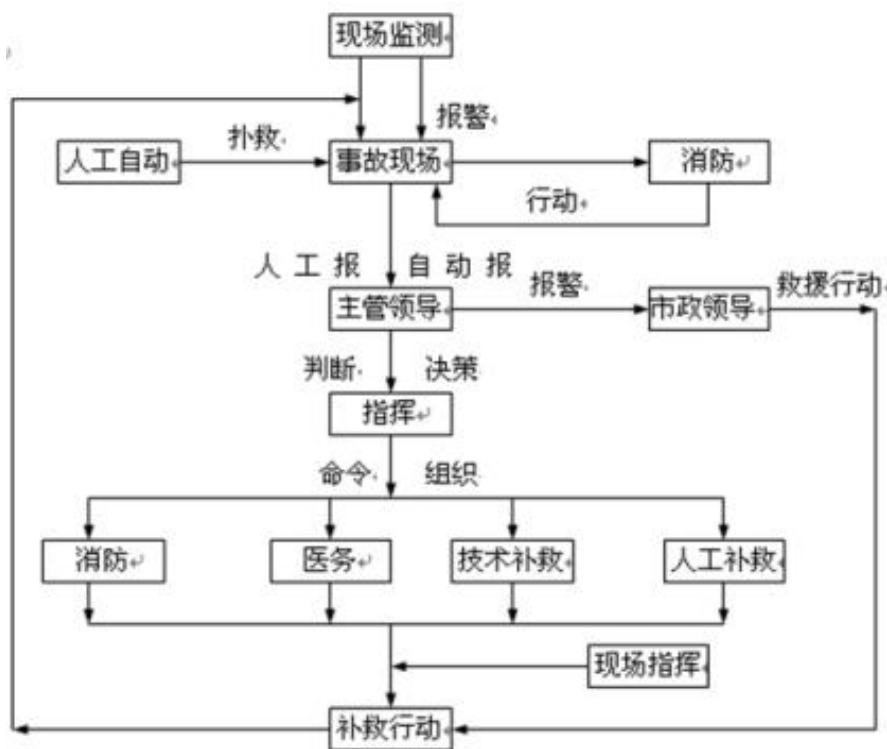 现场监测
报警
扑救
人工自动
事故现场
消防
行动
人工报 自动报
报警
救援行动
主管领导
市政领导
判断 决策
指挥
命令 组织
消防
医务
技术补救
人工补救
现场指挥
补救行动